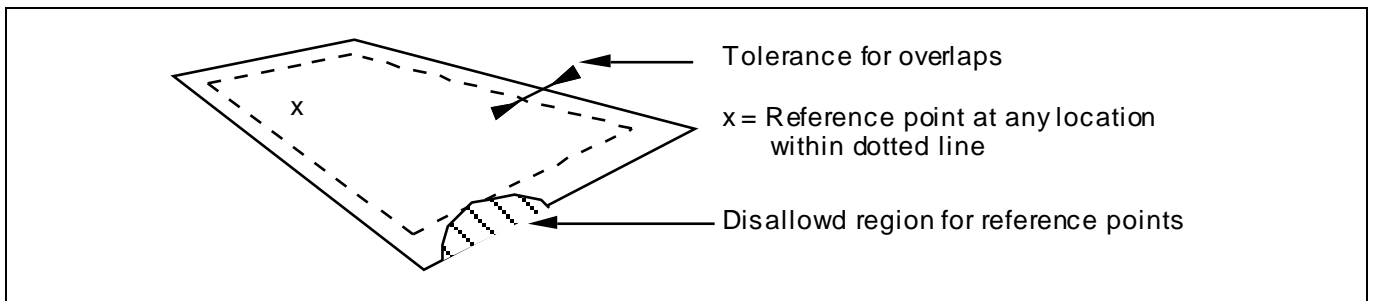 Tolerance for overlaps
x
x = Reference point at any location
within dotted line
Disallowd region for reference points